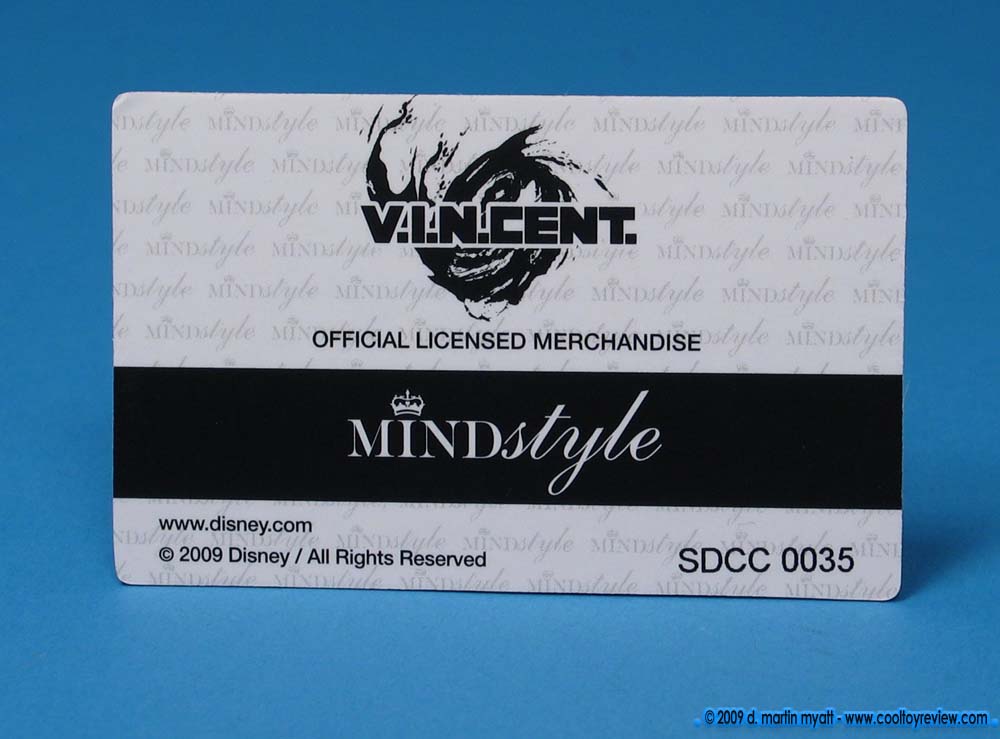 V.I.N.CENT.
OFFICIAL LICENSED MERCHANDISE
MINDstyle
www.disney.com
© 2009 Disney / All Rights Reserved
SDCC 0035
© 2009 d. martin myatt - www.cooltoyreview.com